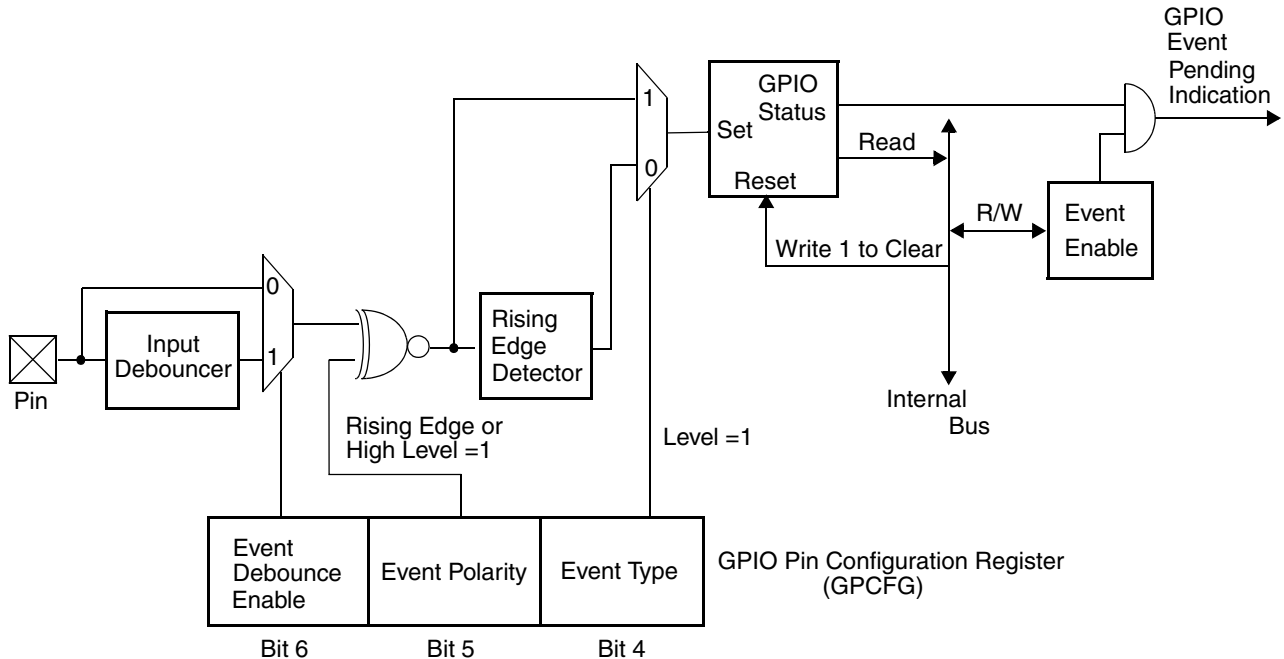 GPIO
Event
Pending
Indication
1
0
GPIO
Status
Set
Reset
Read
R/W
Event
Enable
Write 1 to Clear
0
1
Input
Debouncer
Pin
Rising
Edge
Detector
Internal
Bus
Rising Edge or
High Level =1
Level =1
Event
Debounce
Enable
Event Polarity
Event Type
GPIO Pin Configuration Register
(GPCFG)
Bit 6
Bit 5
Bit 4